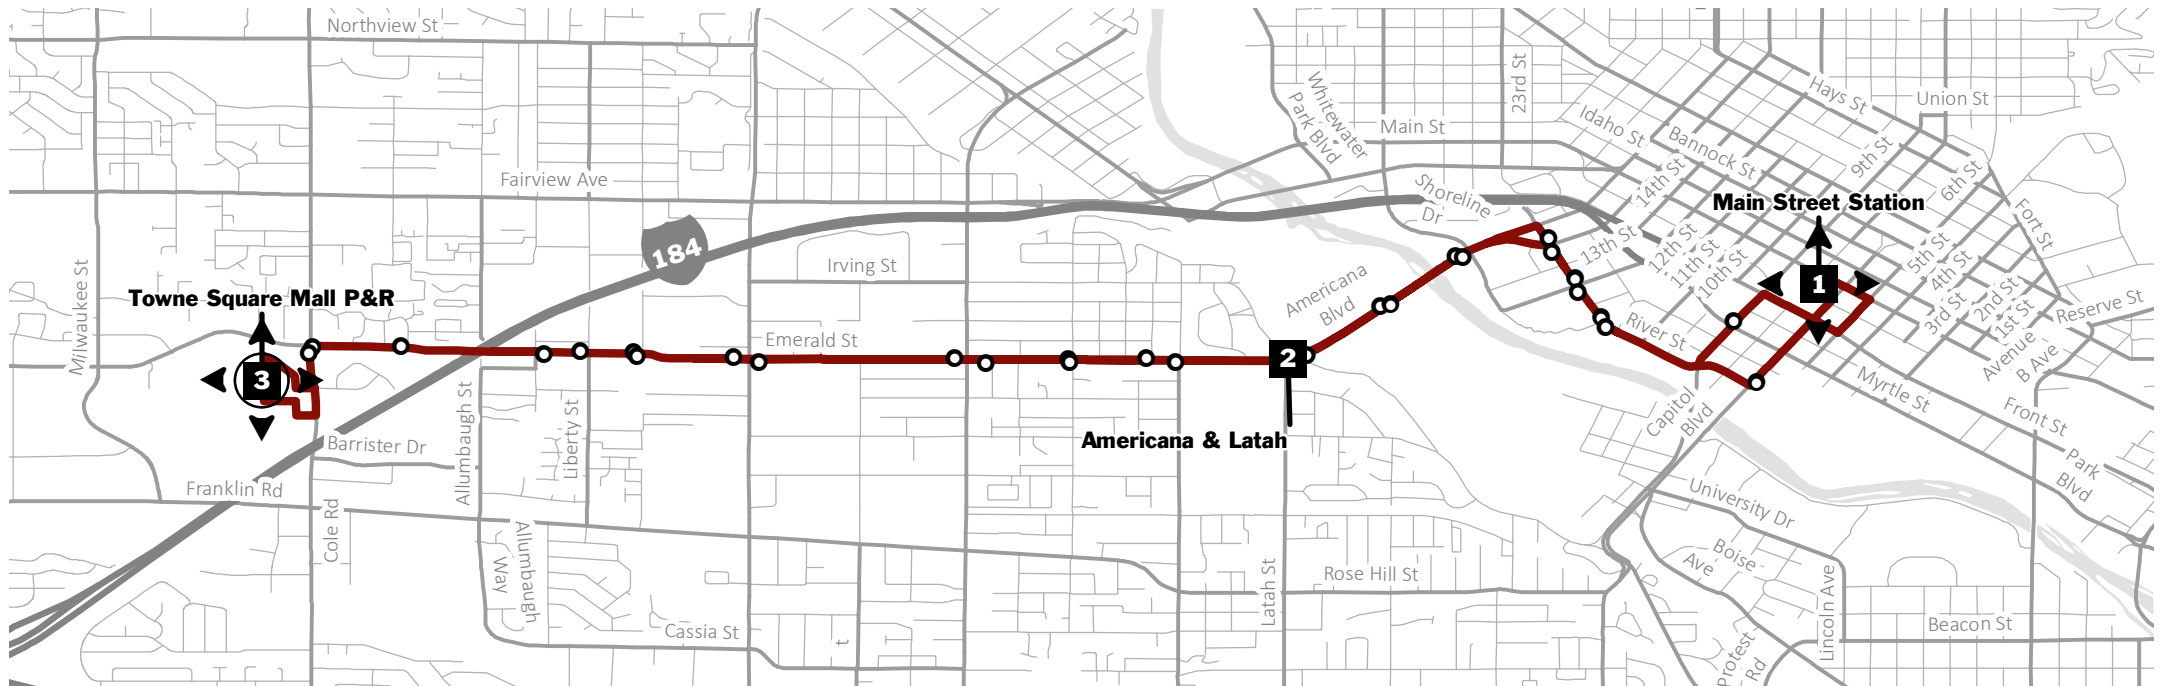 Northview St
Hays St
Union St
23rd St
Whitewater
Park Blvd
Main St
Idaho St
Bannock St
9th St
6th St
Fairview Ave
Shoreline
Dr
14th St
Main Street Station
Fort St
13th St
12th St
11th St
10th St
5th St
4th St
184
Irving St
Milwaukee St
Towne Square Mall P&R
1
Americana
Blvd
3rd St
2nd St
1st St
Reserve St
Emerald St
River St
Avenue
B Ave
2
3
Myrtle St
Capitol
Blvd
Front St
Allumbaugh St
Liberty St
Barrister Dr
Americana & Latah
Park
Blvd
Franklin Rd
Cole Rd
University Dr
Allumbaugh
Way
Boise
Ave
Rose Hill St
Latah St
Lincoln Ave
Cassia St
t
Beacon St
Protest
Rd